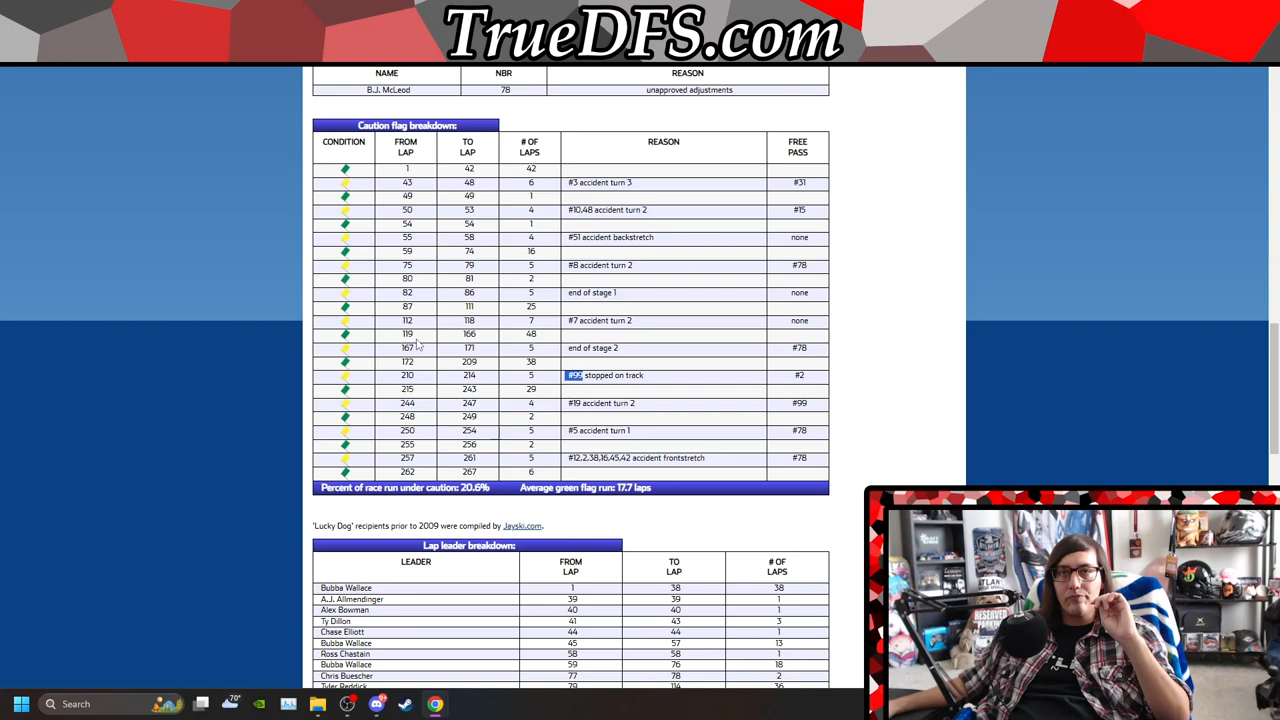 TrueDFS.com
NAME NBR REASON
B.J. McLeod 78 unapproved adjustments
Caution flag breakdown:
CONDITION FROM LAP TO LAP # OF LAPS REASON FREE PASS
1 42 42
43 48 6 #3 accident turn 3 #31
49 49 1
50 53 4 #10,48 accident turn 2 #15
54 54 1
55 58 4 #51 accident backstretch none
59 74 16
75 79 5 #8 accident turn 2 #78
80 81 2
82 86 5 end of stage 1 none
87 111 25
112 118 7 #7 accident turn 2 none
119 166 48
167 171 5 end of stage 2 #78
172 209 38
210 214 5 #99 stopped on track #2
215 243 29
244 247 4 #19 accident turn 2 #99
248 249 2
250 254 5 #5 accident turn 1 #78
255 256 2
257 261 5 #12,2,38,16,45,42 accident frontstretch #78
262 267 6
Percent of race run under caution: 20.6% Average green flag run: 17.7 laps
'Lucky Dog' recipients prior to 2009 were compiled by Jayski.com.
Lap leader breakdown:
LEADER FROM LAP TO LAP # OF LAPS
Bubba Wallace 1 38 38
A.J. Allmendinger 39 39 1
Alex Bowman 40 40 1
Ty Dillon 41 43 3
Chase Elliott 44 44 1
Bubba Wallace 45 57 13
Ross Chastain 58 58 1
Bubba Wallace 59 76 18
Chris Buescher 77 78 2
Tyler Reddick 79 114 36
RESERVED PARKING
ATLANTA
Search
70°